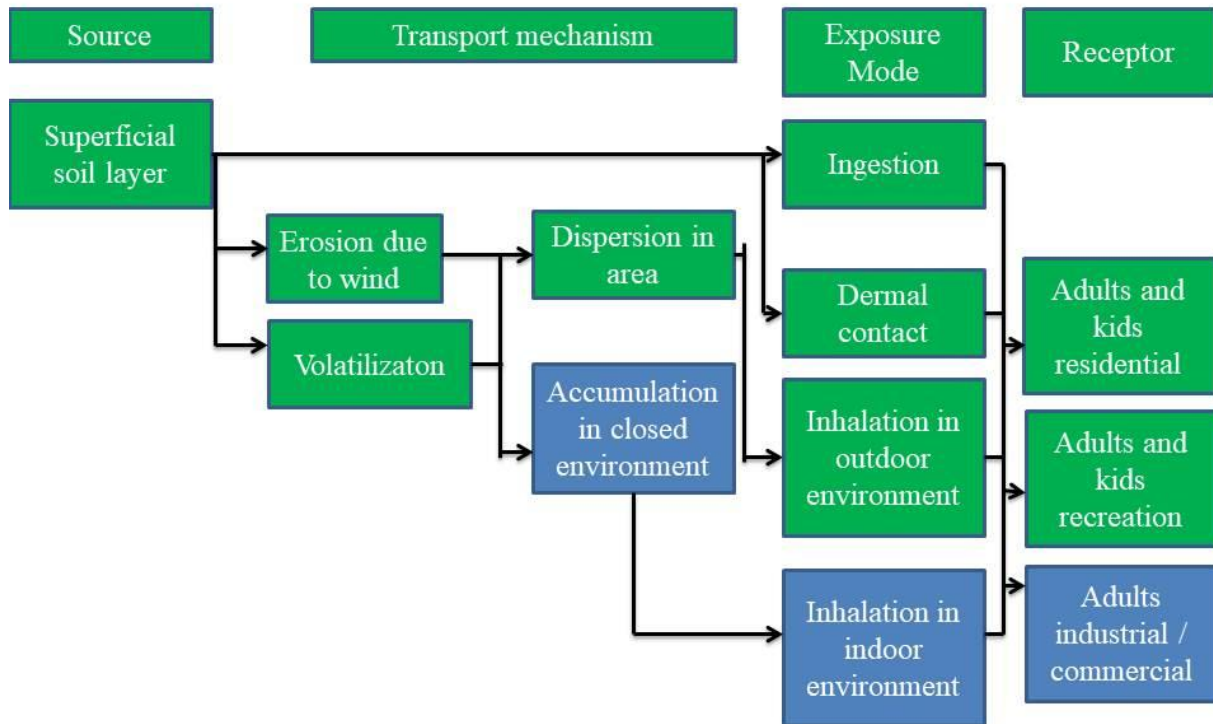 Source
Transport mechanism
Exposure
Mode
Receptor
Superficial
soil layer
Ingestion
Erosion due
to wind
Dispersion in
area
Dermal
contact
Adults and
kids
residential
Volatilizaton
Accumulation
in closed
environment
Inhalation in
outdoor
environment
Adults and
kids
recreation
Inhalation in
indoor
environment
Adults
industrial /
commercial